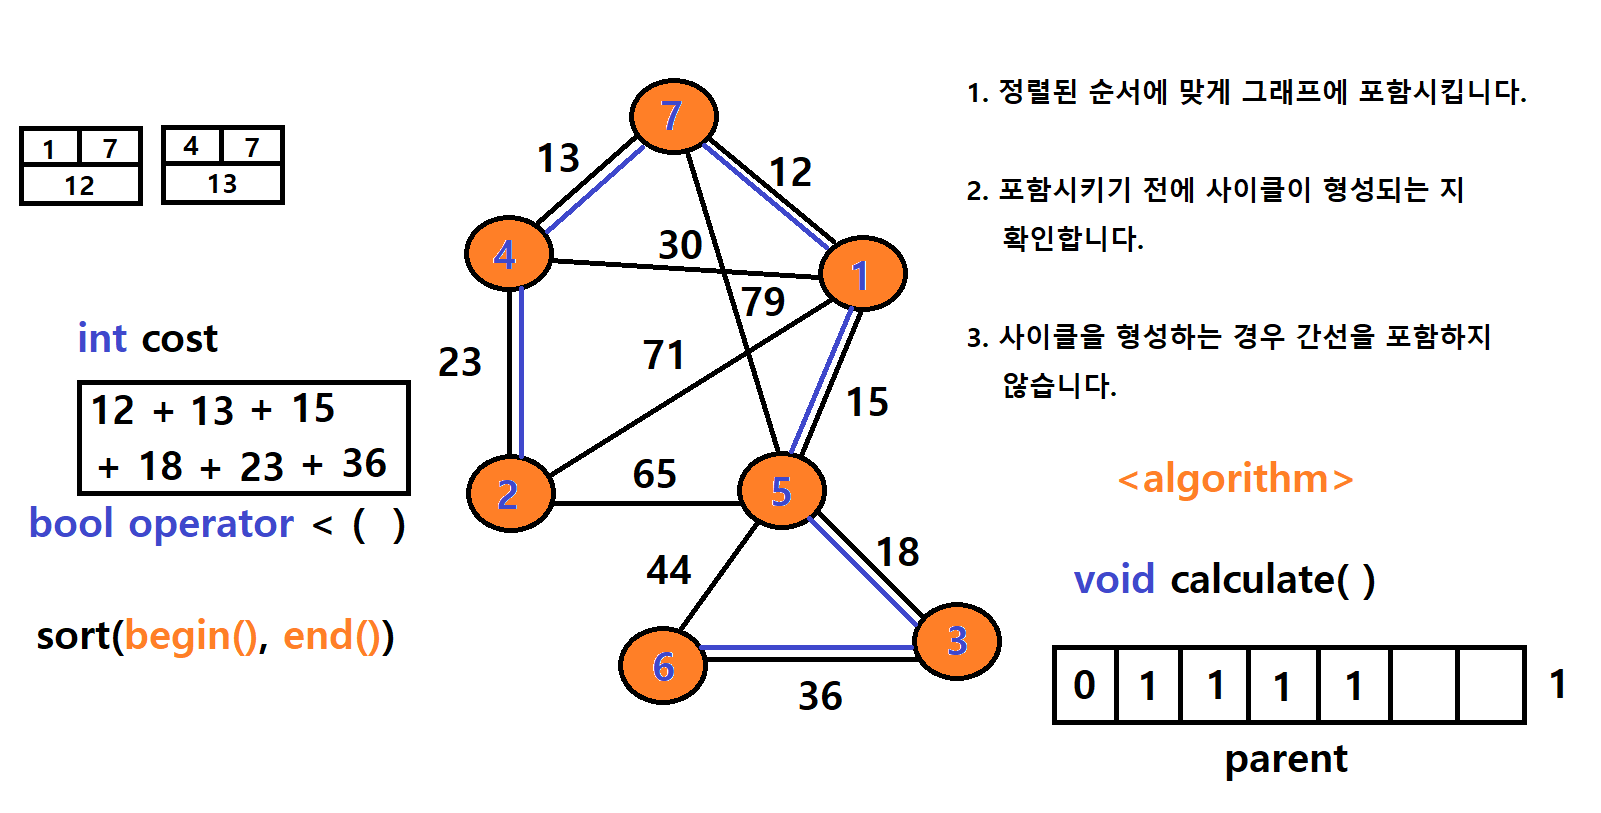 1 7
12
4 7
13
int cost
12 + 13 + 15
+ 18 + 23 + 36
bool operator < ( )
sort(begin(), end())
7
13
12
4
30
1
79
23
71
15
65
2
5
44
18
6
3
36
1. 정렬된 순서에 맞게 그래프에 포함시킵니다.
2. 포함시키기 전에 사이클이 형성되는 지
확인합니다.
3. 사이클을 형성하는 경우 간선을 포함하지
않습니다.
<algorithm>
void calculate( )
0 1 1 1 1 1
parent